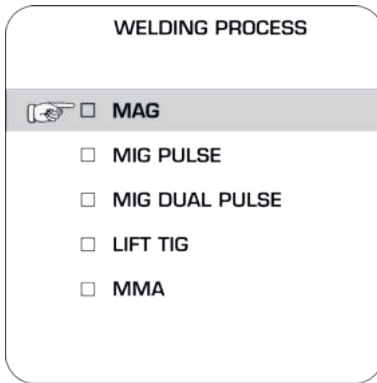 WELDING PROCESS
MAG
MIG PULSE
MIG DUAL PULSE
LIFT TIG
MMA